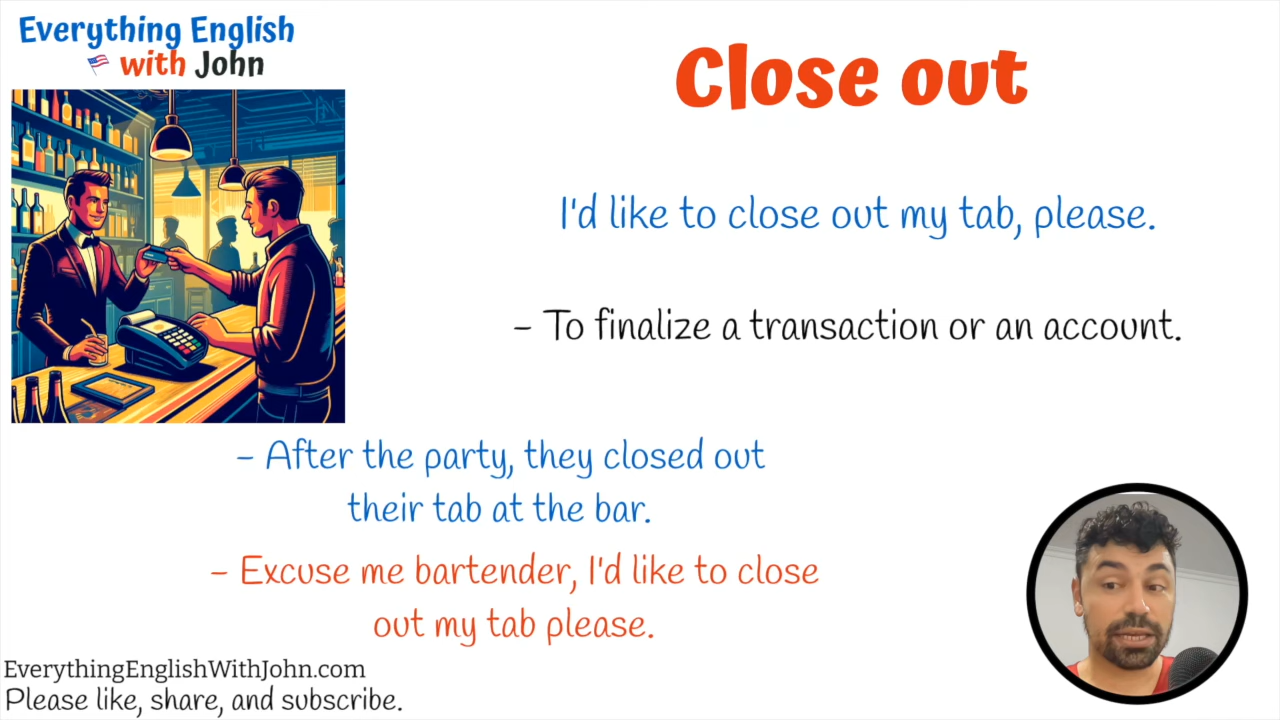 Everything English
with John
Close out
I'd like to close out my tab, please.
- To finalize a transaction or an account.
- After the party, they closed out
their tab at the bar.
- Excuse me bartender, I'd like to close
out my tab please.
EverythingEnglishWithJohn.com
Please like, share, and subscribe.